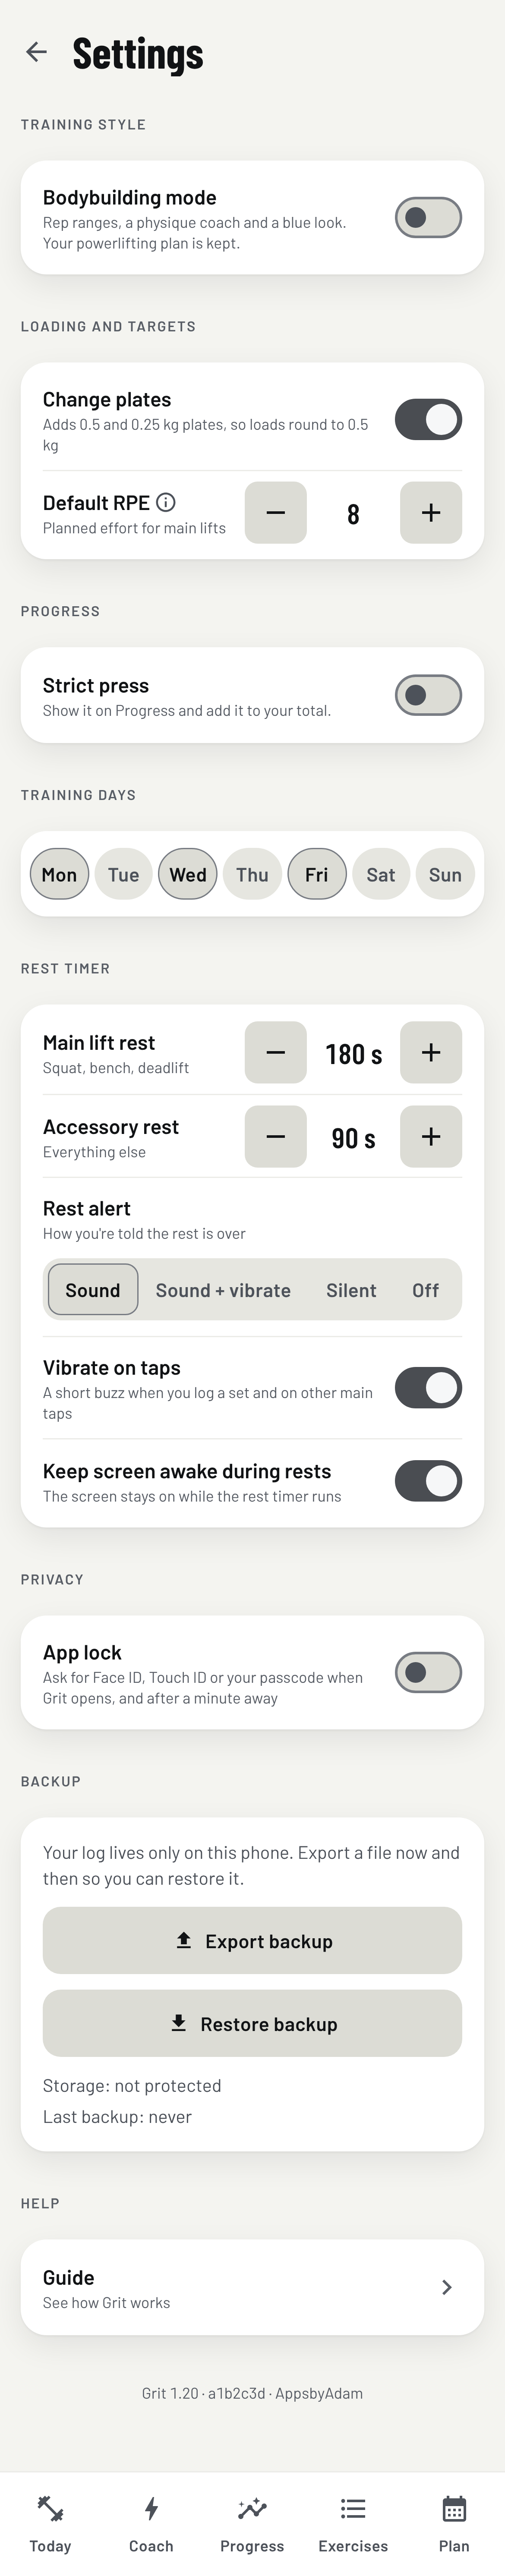 Settings
TRAINING STYLE
Bodybuilding mode
Rep ranges, a physique coach and a blue look.
Your powerlifting plan is kept.
LOADING AND TARGETS
Change plates
Adds 0.5 and 0.25 kg plates, so loads round to 0.5
kg
Default RPE
Planned effort for main lifts
8
PROGRESS
Strict press
Show it on Progress and add it to your total.
TRAINING DAYS
Mon Tue Wed Thu Fri Sat Sun
REST TIMER
Main lift rest
Squat, bench, deadlift
180 s
Accessory rest
Everything else
90 s
Rest alert
How you're told the rest is over
Sound Sound + vibrate Silent Off
Vibrate on taps
A short buzz when you log a set and on other main
taps
Keep screen awake during rests
The screen stays on while the rest timer runs
PRIVACY
App lock
Ask for Face ID, Touch ID or your passcode when
Grit opens, and after a minute away
BACKUP
Your log lives only on this phone. Export a file now and
then so you can restore it.
Export backup
Restore backup
Storage: not protected
Last backup: never
HELP
Guide
See how Grit works
Grit 1.20 · a1b2c3d · AppsbyAdam
Today Coach Progress Exercises Plan